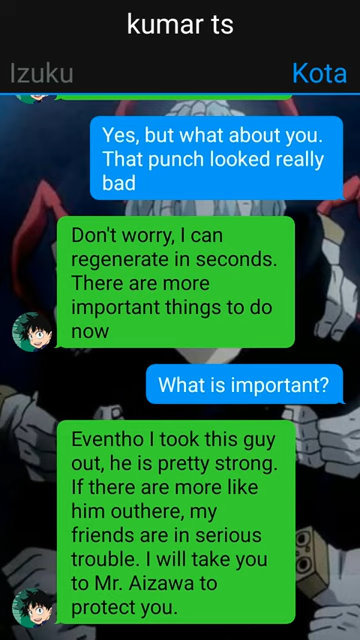 kumar ts
Izuku
Kota
Yes, but what about you.
That punch looked really
bad
Don't worry, I can
regenerate in seconds.
There are more
important things to do
now
What is important?
Eventho I took this guy
out, he is pretty strong.
If there are more like
him outhere, my
friends are in serious
trouble. I will take you
to Mr. Aizawa to
protect you.